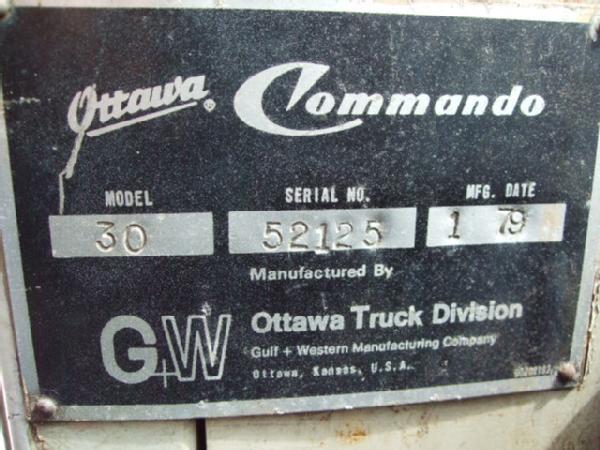 Ottawa® Commando
MODEL SERIAL NO. MFG. DATE
30 52125 1 79
Manufactured By
G+W Ottawa Truck Division
Gulf + Western Manufacturing Company
Ottawa, Kansas, U.S.A.